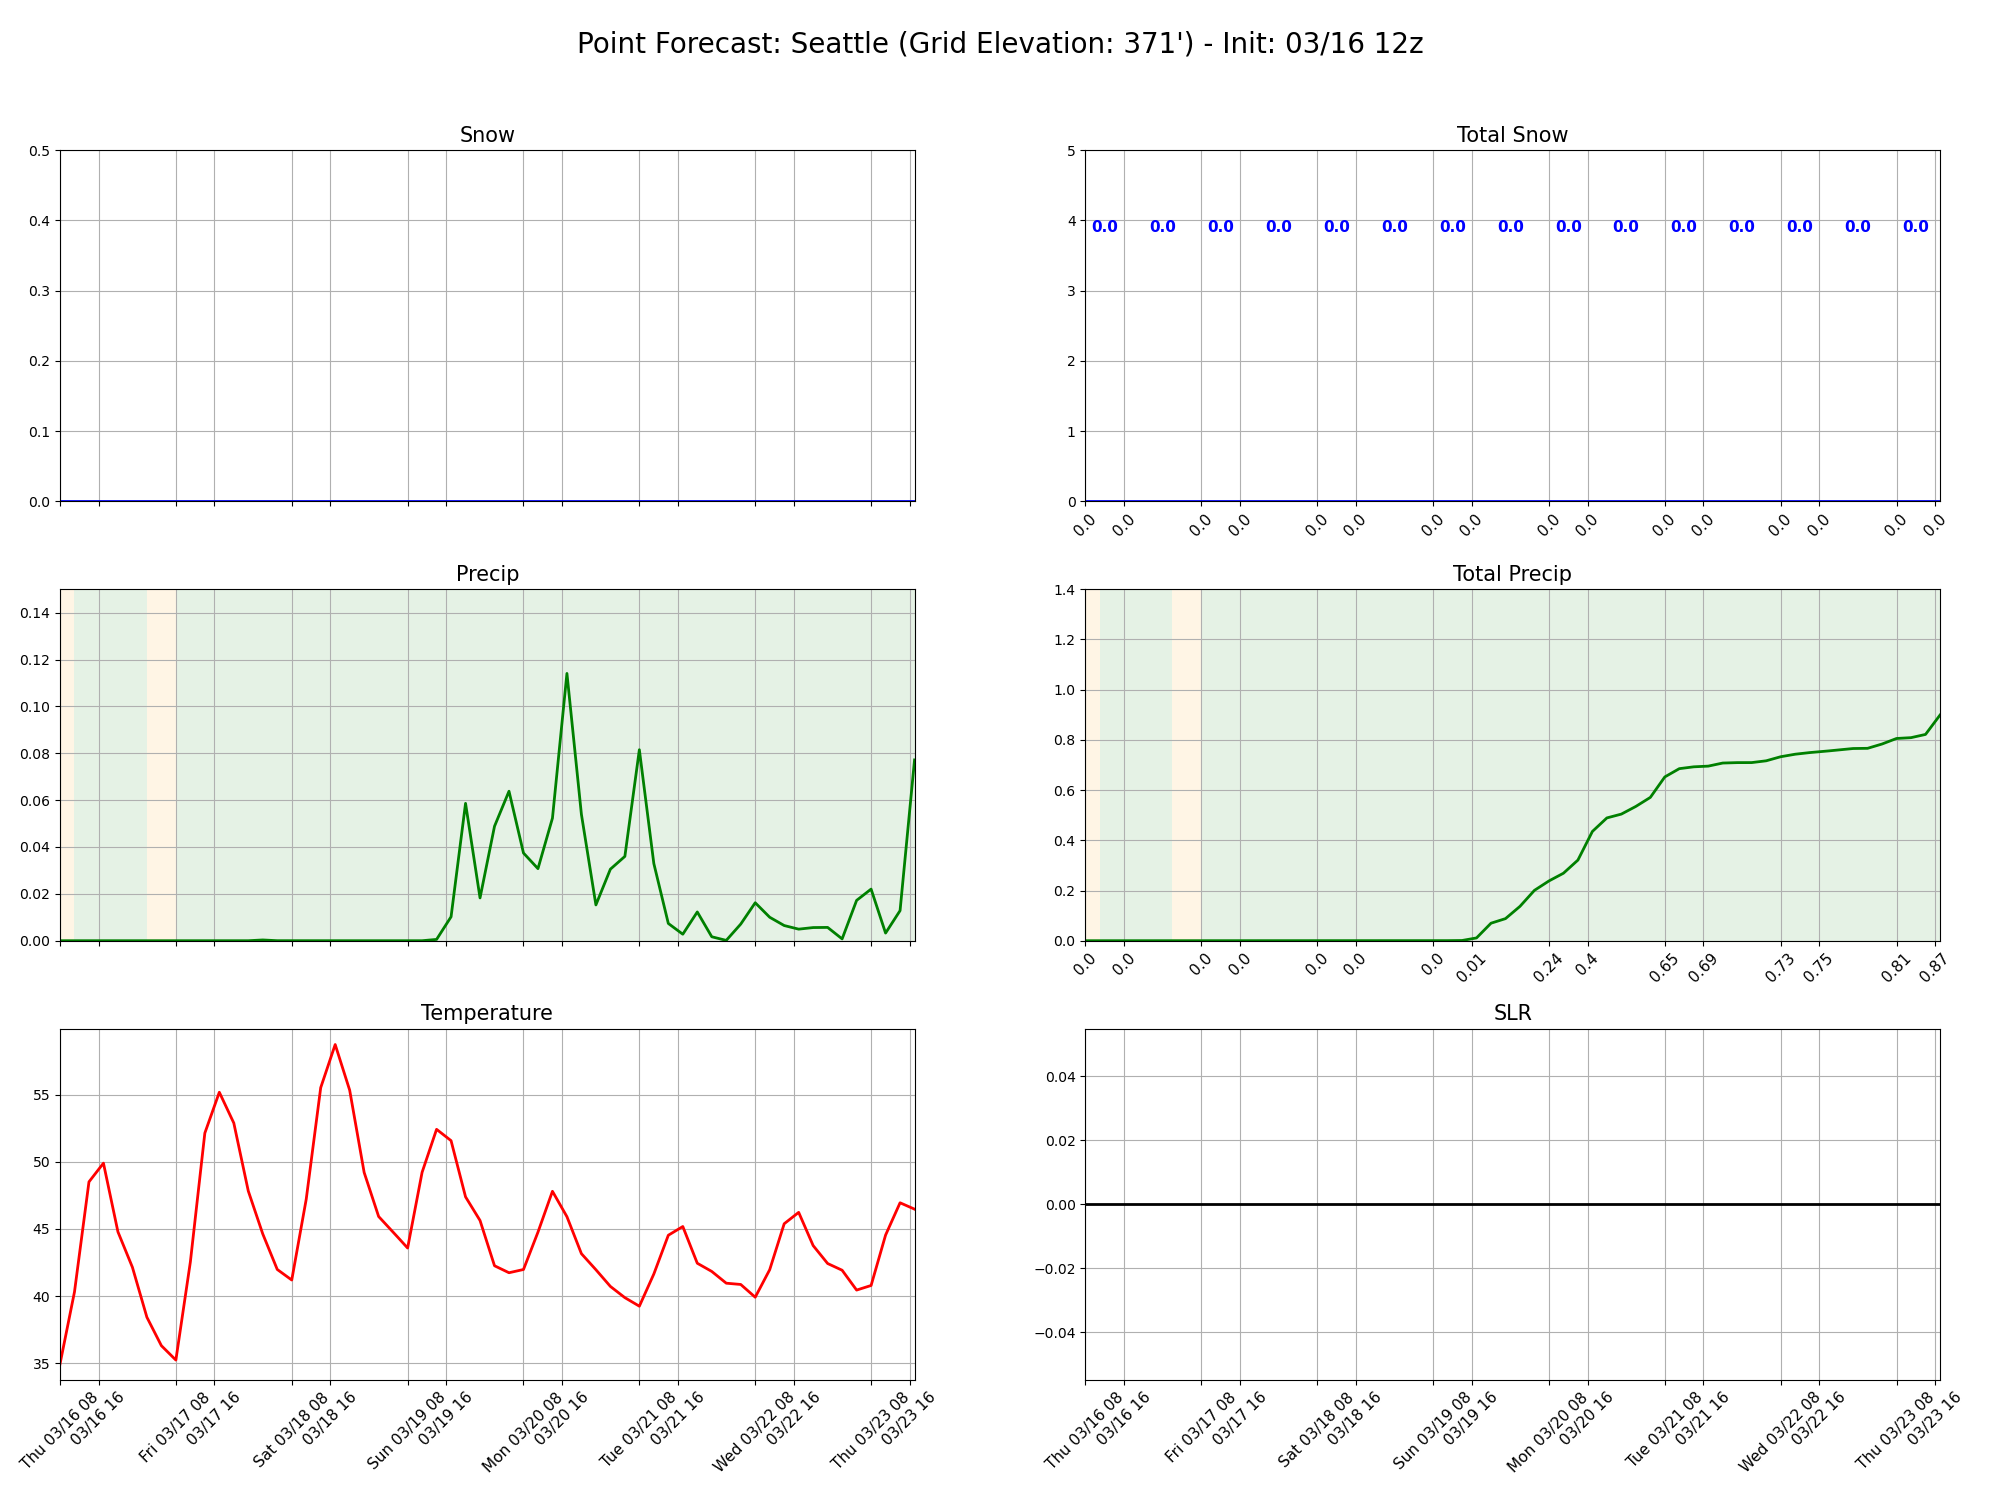 Point Forecast: Seattle (Grid Elevation: 371') - Init: 03/16 12z
Snow
0.5
0.4
0.3
0.2
0.1
0.0
Total Snow
5
4
3
2
1
0
0.0 0.0 0.0 0.0 0.0 0.0 0.0 0.0 0.0 0.0 0.0 0.0 0.0 0.0 0.0
0.0 0.0 0.0 0.0 0.0 0.0 0.0 0.0 0.0 0.0 0.0 0.0 0.0 0.0 0.0 0.0
Precip
0.14
0.12
0.10
0.08
0.06
0.04
0.02
0.00
Total Precip
1.4
1.2
1.0
0.8
0.6
0.4
0.2
0.0
0.0 0.0 0.0 0.0 0.0 0.0 0.0 0.01 0.24 0.4 0.65 0.69 0.73 0.75 0.81 0.87
Temperature
55
50
45
40
35
Thu 03/16 08
03/16 16
Fri 03/17 08
03/17 16
Sat 03/18 08
03/18 16
Sun 03/19 08
03/19 16
Mon 03/20 08
03/20 16
Tue 03/21 08
03/21 16
Wed 03/22 08
03/22 16
Thu 03/23 08
03/23 16
SLR
0.04
0.02
0.00
−0.02
−0.04
Thu 03/16 08
03/16 16
Fri 03/17 08
03/17 16
Sat 03/18 08
03/18 16
Sun 03/19 08
03/19 16
Mon 03/20 08
03/20 16
Tue 03/21 08
03/21 16
Wed 03/22 08
03/22 16
Thu 03/23 08
03/23 16